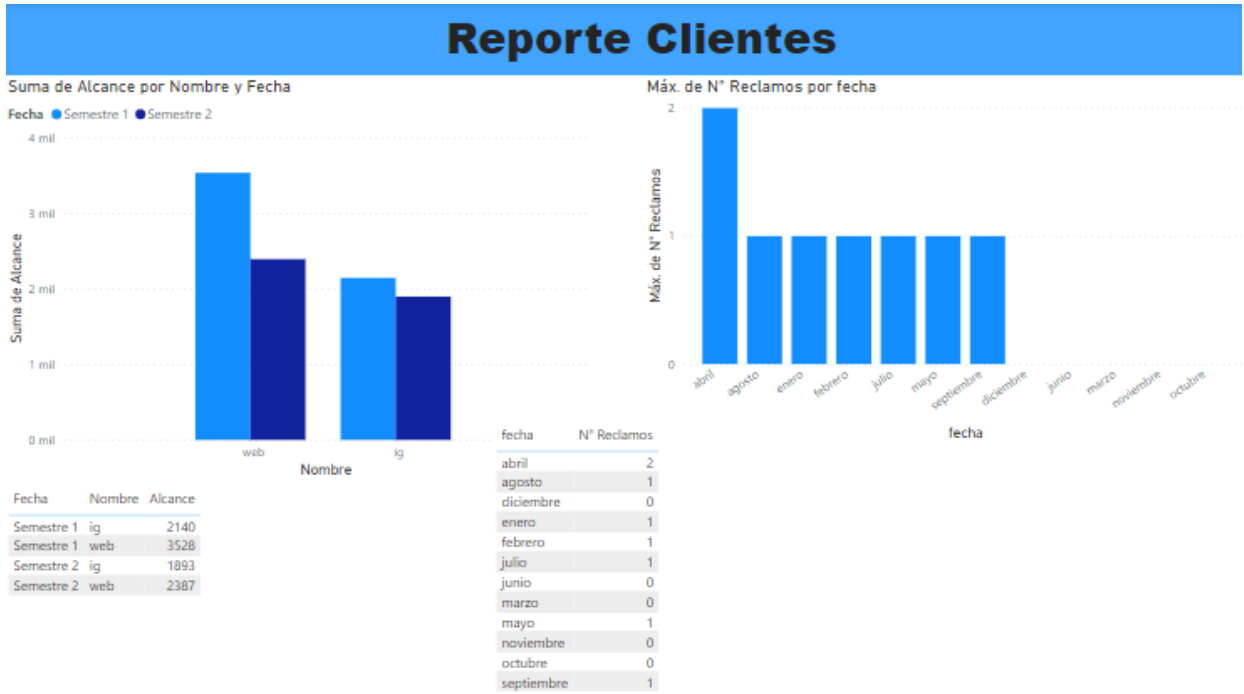 Reporte Clientes
Suma de Alcance por Nombre y Fecha
Fecha Semestre 1 Semestre 2
4 mil
3 mil
2 mil
1 mil
0 mil
Suma de Alcance
web ig
Nombre
Máx. de N° Reclamos por fecha
2
1
0
Máx. de N° Reclamos
abril agosto enero febrero julio mayo septiembre diciembre junio marzo noviembre octubre
fecha
Fecha Nombre Alcance
Semestre 1 ig 2140
Semestre 1 web 3528
Semestre 2 ig 1893
Semestre 2 web 2387
fecha N° Reclamos
abril 2
agosto 1
diciembre 0
enero 1
febrero 1
julio 1
junio 0
marzo 0
mayo 1
noviembre 0
octubre 0
septiembre 1